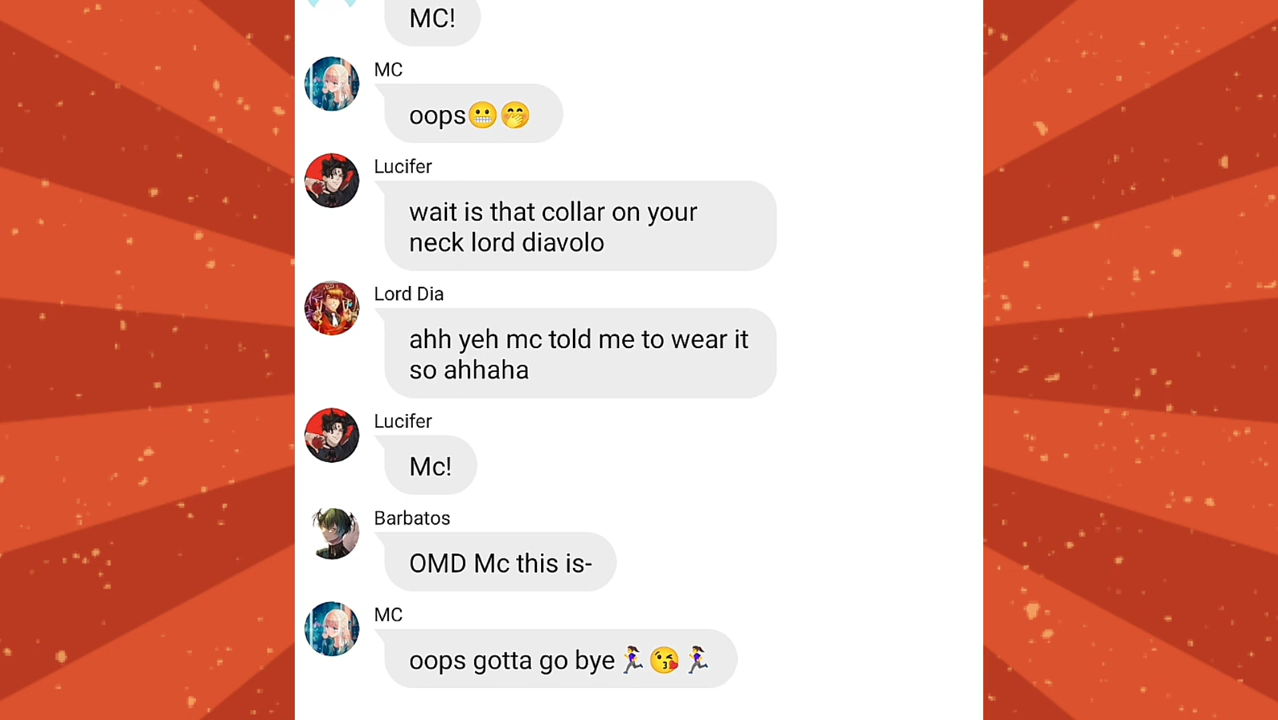 MC!
MC
oops😬🤭
Lucifer
wait is that collar on your
neck lord diavolo
Lord Dia
ahh yeh mc told me to wear it
so ahhaha
Lucifer
Mc!
Barbatos
OMD Mc this is-
MC
oops gotta go bye🏃‍♀️😘🏃‍♀️